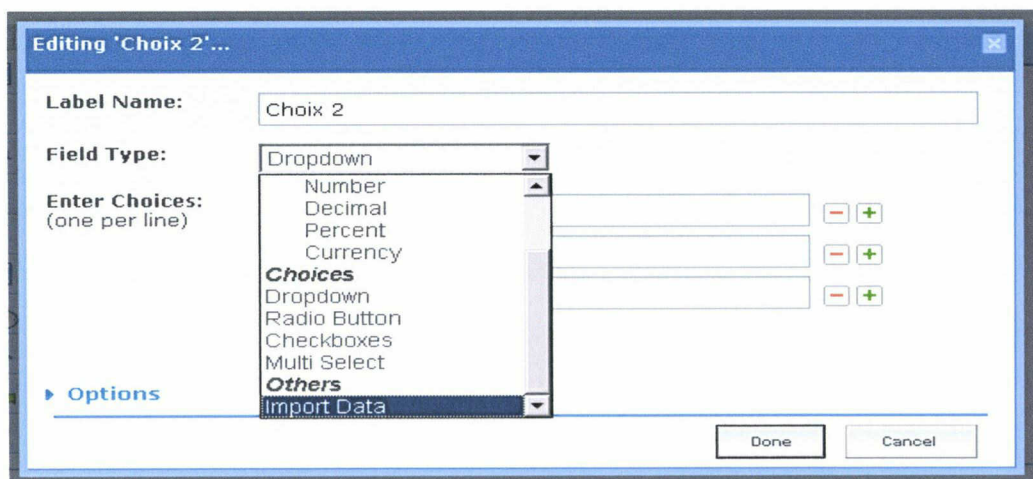 Editing 'Choix 2'...
Label Name:
Choix 2
Field Type:
Dropdown
Enter Choices:
(one per line)
Number
Decimal
Percent
Currency
Choices
Dropdown
Radio Button
Checkboxes
Multi Select
Others
Import Data
Options
Done
Cancel